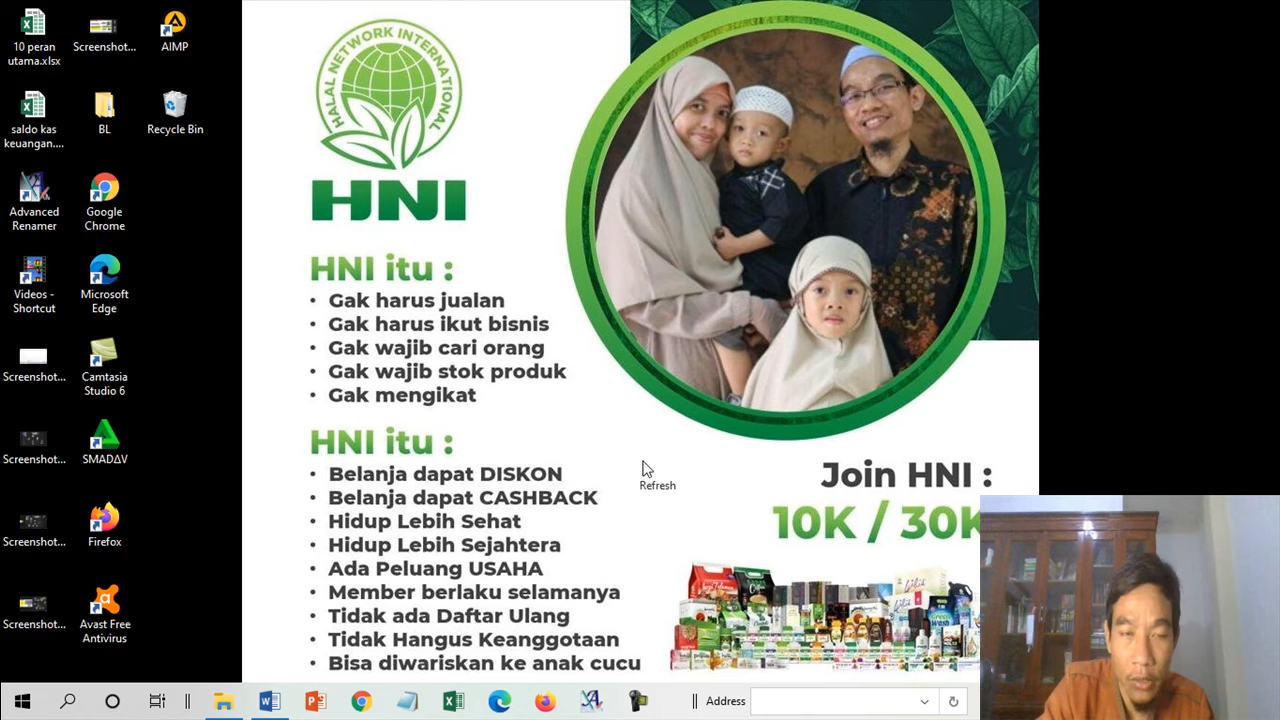 10 peran
utama.xlsx
Screenshot...
AIMP
saldo kas
keuangan....
BL
Recycle Bin
Advanced
Renamer
Google
Chrome
Videos -
Shortcut
Microsoft
Edge
Screenshot...
Camtasia
Studio 6
Screenshot...
SMADΔV
Screenshot...
Firefox
Screenshot...
Avast Free
Antivirus
HALAL NETWORK INTERNATIONAL
HNI
HNI itu :
• Gak harus jualan
• Gak harus ikut bisnis
• Gak wajib cari orang
• Gak wajib stok produk
• Gak mengikat
HNI itu :
• Belanja dapat DISKON
• Belanja dapat CASHBACK
• Hidup Lebih Sehat
• Hidup Lebih Sejahtera
• Ada Peluang USAHA
• Member berlaku selamanya
• Tidak ada Daftar Ulang
• Tidak Hangus Keanggotaan
• Bisa diwariskan ke anak cucu
Refresh
Join HNI :
10K / 30K
Address